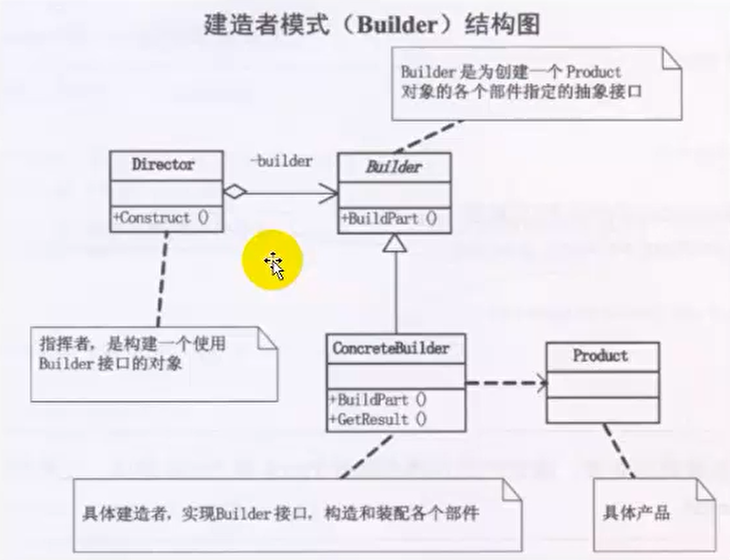 建造者模式（Builder）结构图
Builder是为创建一个Product
对象的各个部件指定的抽象接口
Director
-builder
Builder
+Construct ()
+BuildPart ()
指挥者，是构建一个使用
Builder接口的对象
ConcreteBuilder
Product
+BuildPart ()
+GetResult ()
具体建造者，实现Builder接口，构造和装配各个部件
具体产品